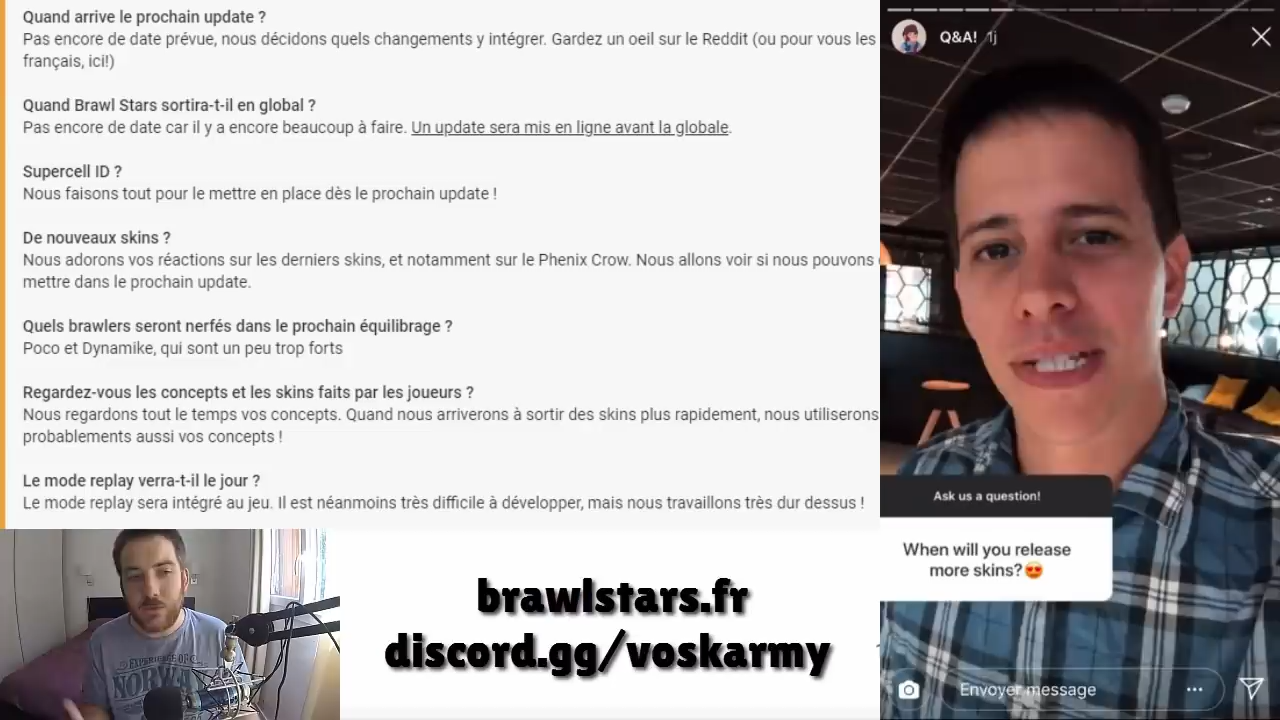 Quand arrive le prochain update ?
Pas encore de date prévue, nous décidons quels changements y intégrer. Gardez un oeil sur le Reddit (ou pour vous les
français, ici!)
Quand Brawl Stars sortira-t-il en global ?
Pas encore de date car il y a encore beaucoup à faire. Un update sera mis en ligne avant la globale.
Supercell ID ?
Nous faisons tout pour le mettre en place dès le prochain update !
De nouveaux skins ?
Nous adorons vos réactions sur les derniers skins, et notamment sur le Phenix Crow. Nous allons voir si nous pouvons
mettre dans le prochain update.
Quels brawlers seront nerfés dans le prochain équilibrage ?
Poco et Dynamike, qui sont un peu trop forts
Regardez-vous les concepts et les skins faits par les joueurs ?
Nous regardons tout le temps vos concepts. Quand nous arriverons à sortir des skins plus rapidement, nous utiliserons
probablements aussi vos concepts !
Le mode replay verra-t-il le jour ?
Le mode replay sera intégré au jeu. Il est néanmoins très difficile à développer, mais nous travaillons très dur dessus !
EXPERIENCE OF
NORW
brawlstars.fr
discord.gg/voskarmy
Q&A! 1j
Ask us a question!
When will you release
more skins?😍
Envoyer message